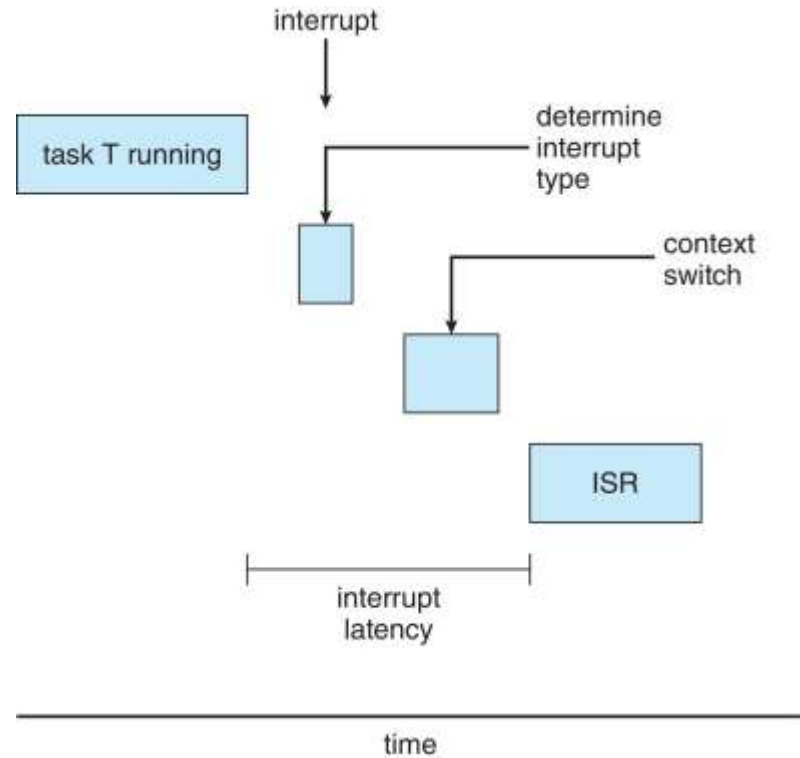 interrupt
task T running
determine
interrupt
type
context
switch
ISR
interrupt
latency
time